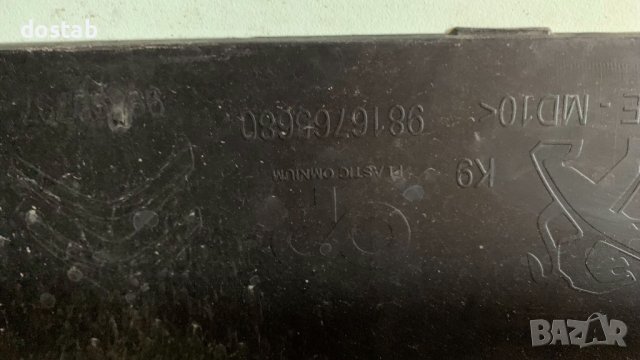 dostab
E - MD10<
9816768680
K9
PLASTIC OMNIUM
BAZAR